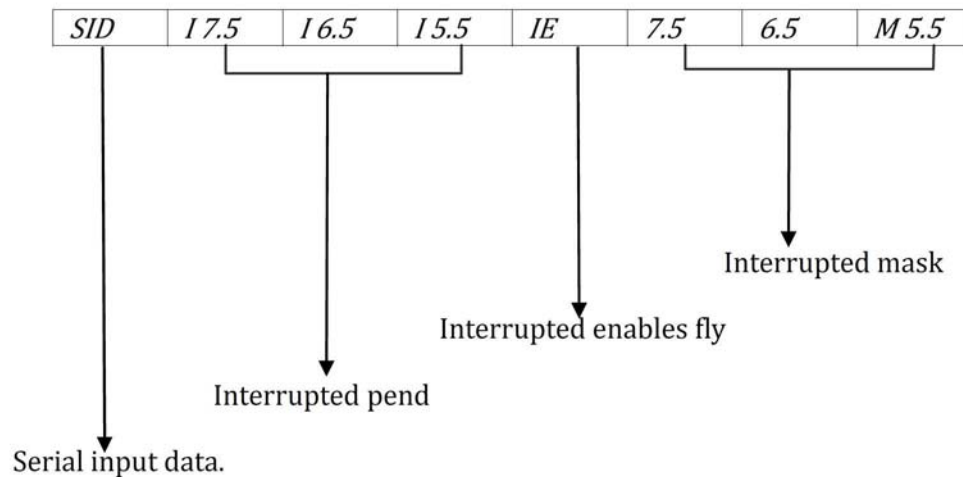 SID I 7.5 I 6.5 I 5.5 IE 7.5 6.5 M 5.5
Interrupted mask
Interrupted enables fly
Interrupted pend
Serial input data.